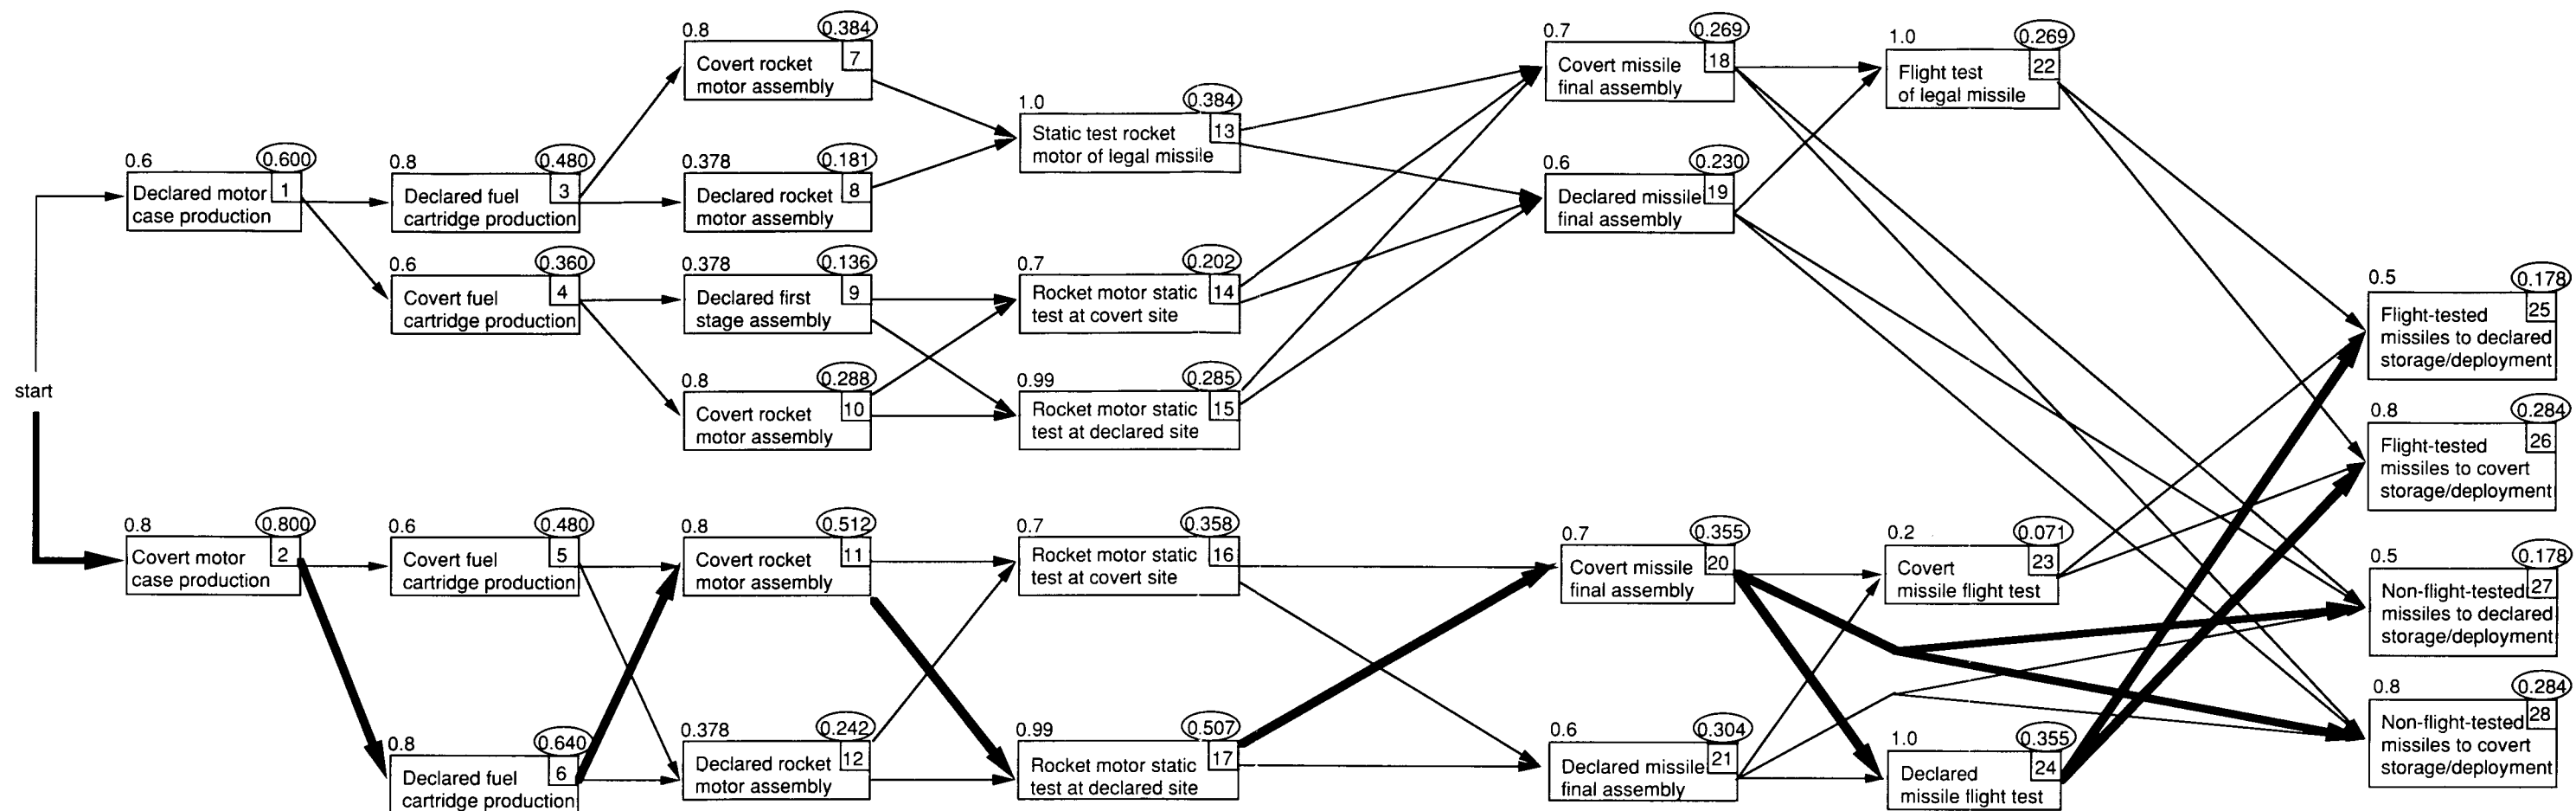 start
0.6 0.600
Declared motor 1
case production
0.8 0.800
Covert motor 2
case production
0.8 0.480
Declared fuel 3
cartridge production
0.6 0.360
Covert fuel 4
cartridge production
0.6 0.480
Covert fuel 5
cartridge production
0.8 0.640
Declared fuel 6
cartridge production
0.8 0.384
Covert rocket 7
motor assembly
0.378 0.181
Declared rocket 8
motor assembly
0.378 0.136
Declared first 9
stage assembly
0.8 0.288
Covert rocket 10
motor assembly
0.8 0.512
Covert rocket 11
motor assembly
0.378 0.242
Declared rocket 12
motor assembly
1.0 0.384
Static test rocket 13
motor of legal missile
0.7 0.202
Rocket motor static 14
test at covert site
0.99 0.285
Rocket motor static 15
test at declared site
0.7 0.358
Rocket motor static 16
test at covert site
0.99 0.507
Rocket motor static 17
test at declared site
0.7 0.269
Covert missile 18
final assembly
0.6 0.230
Declared missile 19
final assembly
0.7 0.355
Covert missile 20
final assembly
0.6 0.304
Declared missile 21
final assembly
1.0 0.269
Flight test 22
of legal missile
0.2 0.071
Covert 23
missile flight test
1.0 0.355
Declared 24
missile flight test
0.5 0.178
Flight-tested 25
missiles to declared
storage/deployment
0.8 0.284
Flight-tested 26
missiles to covert
storage/deployment
0.5 0.178
Non-flight-tested 27
missiles to declared
storage/deployment
0.8 0.284
Non-flight-tested 28
missiles to covert
storage/deployment